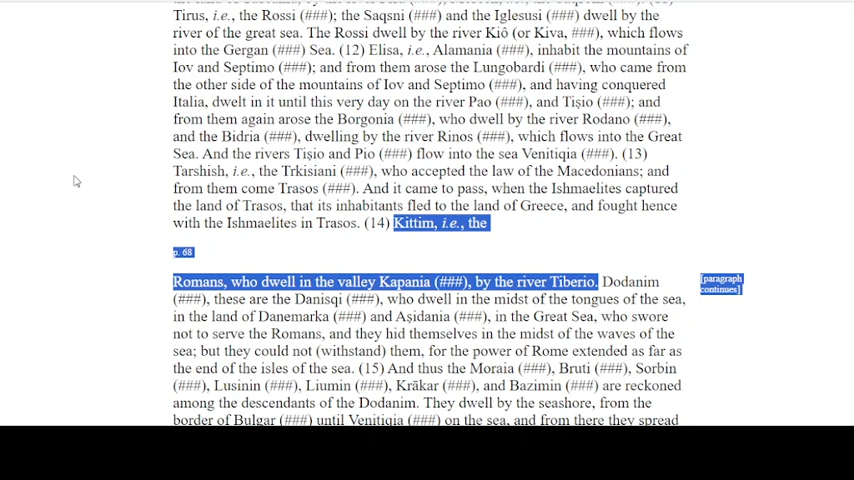 Tirus, i.e., the Rossi (###); the Saqsni (###) and the Iglesusi (###) dwell by the
river of the great sea. The Rossi dwell by the river Kiô (or Kiva, ###), which flows
into the Gergan (###) Sea. (12) Elisa, i.e., Alamania (###), inhabit the mountains of
Iov and Septimo (###); and from them arose the Lungobardi (###), who came from
the other side of the mountains of Iov and Septimo (###), and having conquered
Italia, dwelt in it until this very day on the river Pao (###), and Tiṣio (###); and
from them again arose the Borgonia (###), who dwell by the river Rodano (###),
and the Bidria (###), dwelling by the river Rinos (###), which flows into the Great
Sea. And the rivers Tiṣio and Pio (###) flow into the sea Venitiqia (###). (13)
Tarshish, i.e., the Trkisiani (###), who accepted the law of the Macedonians; and
from them come Trasos (###). And it came to pass, when the Ishmaelites captured
the land of Trasos, that its inhabitants fled to the land of Greece, and fought hence
with the Ishmaelites in Trasos. (14) Kittim, i.e., the
p. 68
Romans, who dwell in the valley Kapania (###), by the river Tiberio. Dodanim
[paragraph
continues]
(###), these are the Danisqi (###), who dwell in the midst of the tongues of the sea,
in the land of Danemarka (###) and Aṣidania (###), in the Great Sea, who swore
not to serve the Romans, and they hid themselves in the midst of the waves of the
sea; but they could not (withstand) them, for the power of Rome extended as far as
the end of the isles of the sea. (15) And thus the Moraia (###), Bruti (###), Sorbin
(###), Lusinin (###), Liumin (###), Krākar (###), and Bazimin (###) are reckoned
among the descendants of the Dodanim. They dwell by the seashore, from the
border of Bulgar (###) until Venitiqia (###) on the sea, and from there they spread